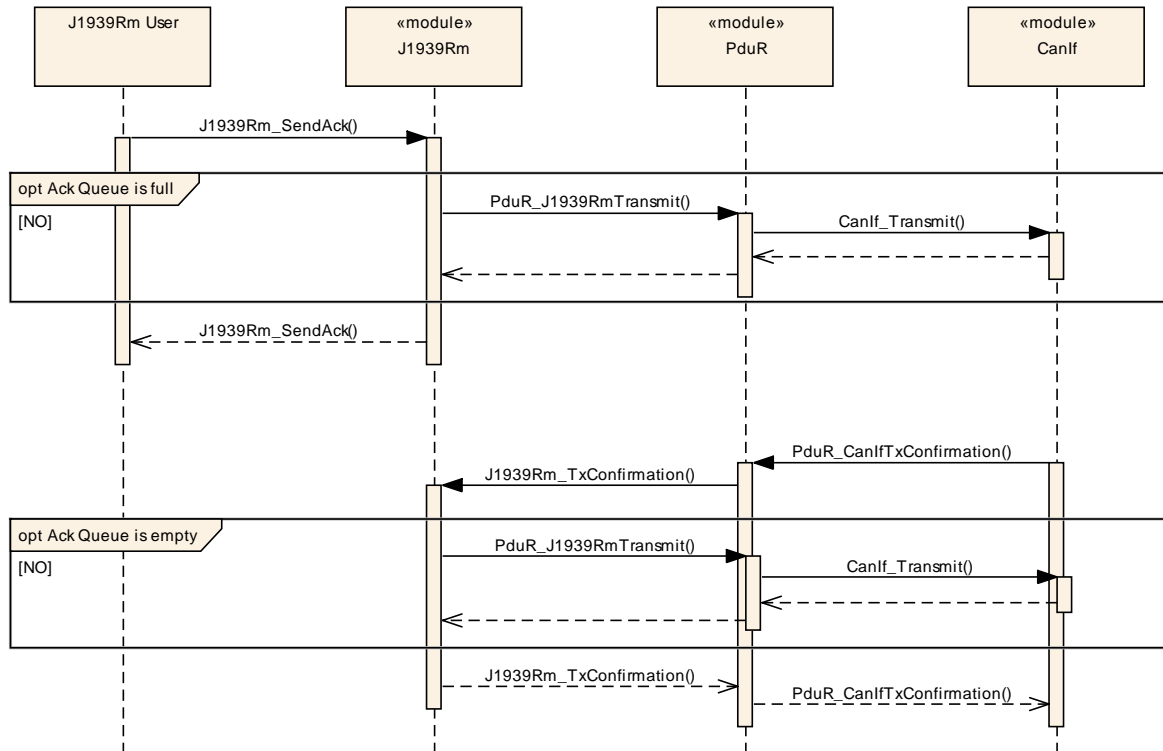 J1939Rm User
«module»
J1939Rm
«module»
PduR
«module»
CanIf
J1939Rm_SendAck()
opt Ack Queue is full
[NO]
PduR_J1939RmTransmit()
CanIf_Transmit()
J1939Rm_SendAck()
PduR_CanIfTxConfirmation()
J1939Rm_TxConfirmation()
opt Ack Queue is empty
[NO]
PduR_J1939RmTransmit()
CanIf_Transmit()
J1939Rm_TxConfirmation()
PduR_CanIfTxConfirmation()